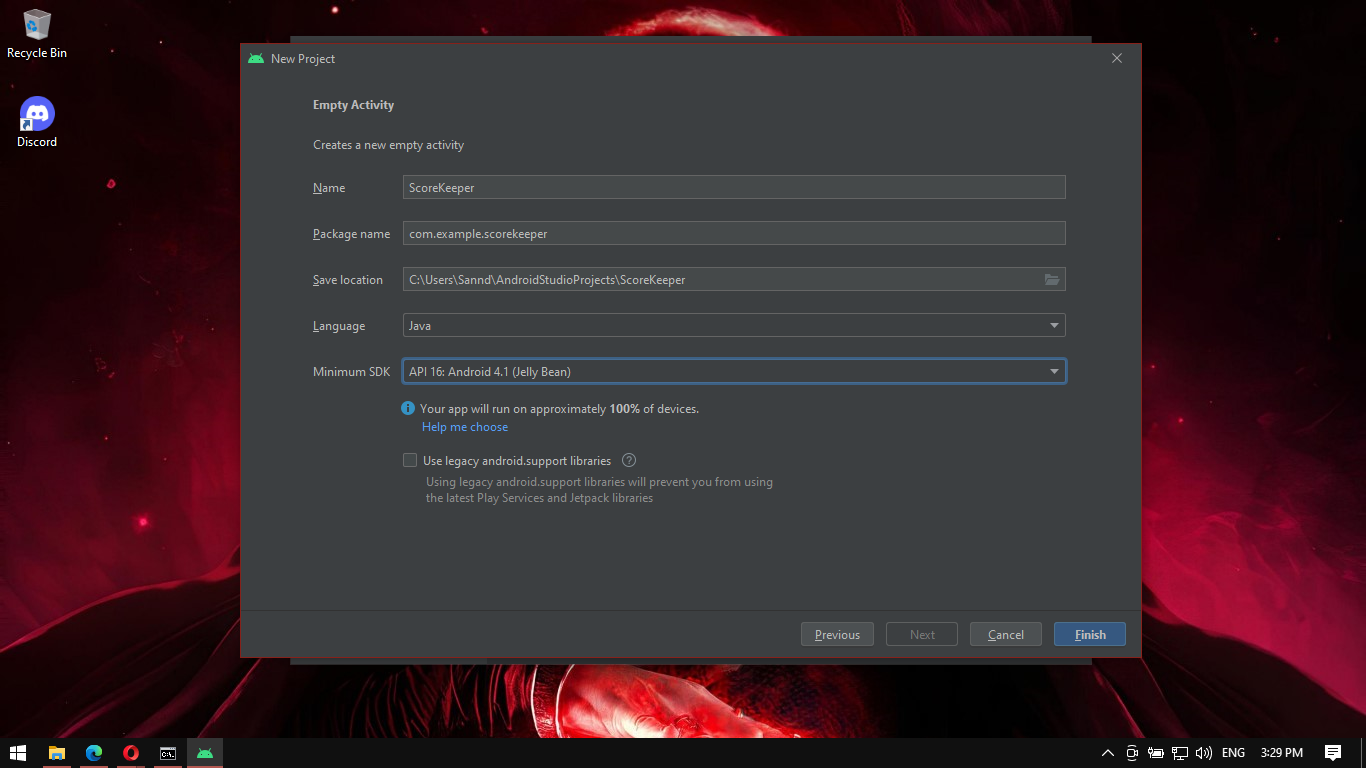 Recycle Bin
Discord
New Project
Empty Activity
Creates a new empty activity
Name ScoreKeeper
Package name com.example.scorekeeper
Save location C:\Users\Sannd\AndroidStudioProjects\ScoreKeeper
Language Java
Minimum SDK API 16: Android 4.1 (Jelly Bean)
Your app will run on approximately 100% of devices.
Help me choose
Use legacy android.support libraries ?
Using legacy android.support libraries will prevent you from using
the latest Play Services and Jetpack libraries
Previous Next Cancel Finish
ENG 3:29 PM